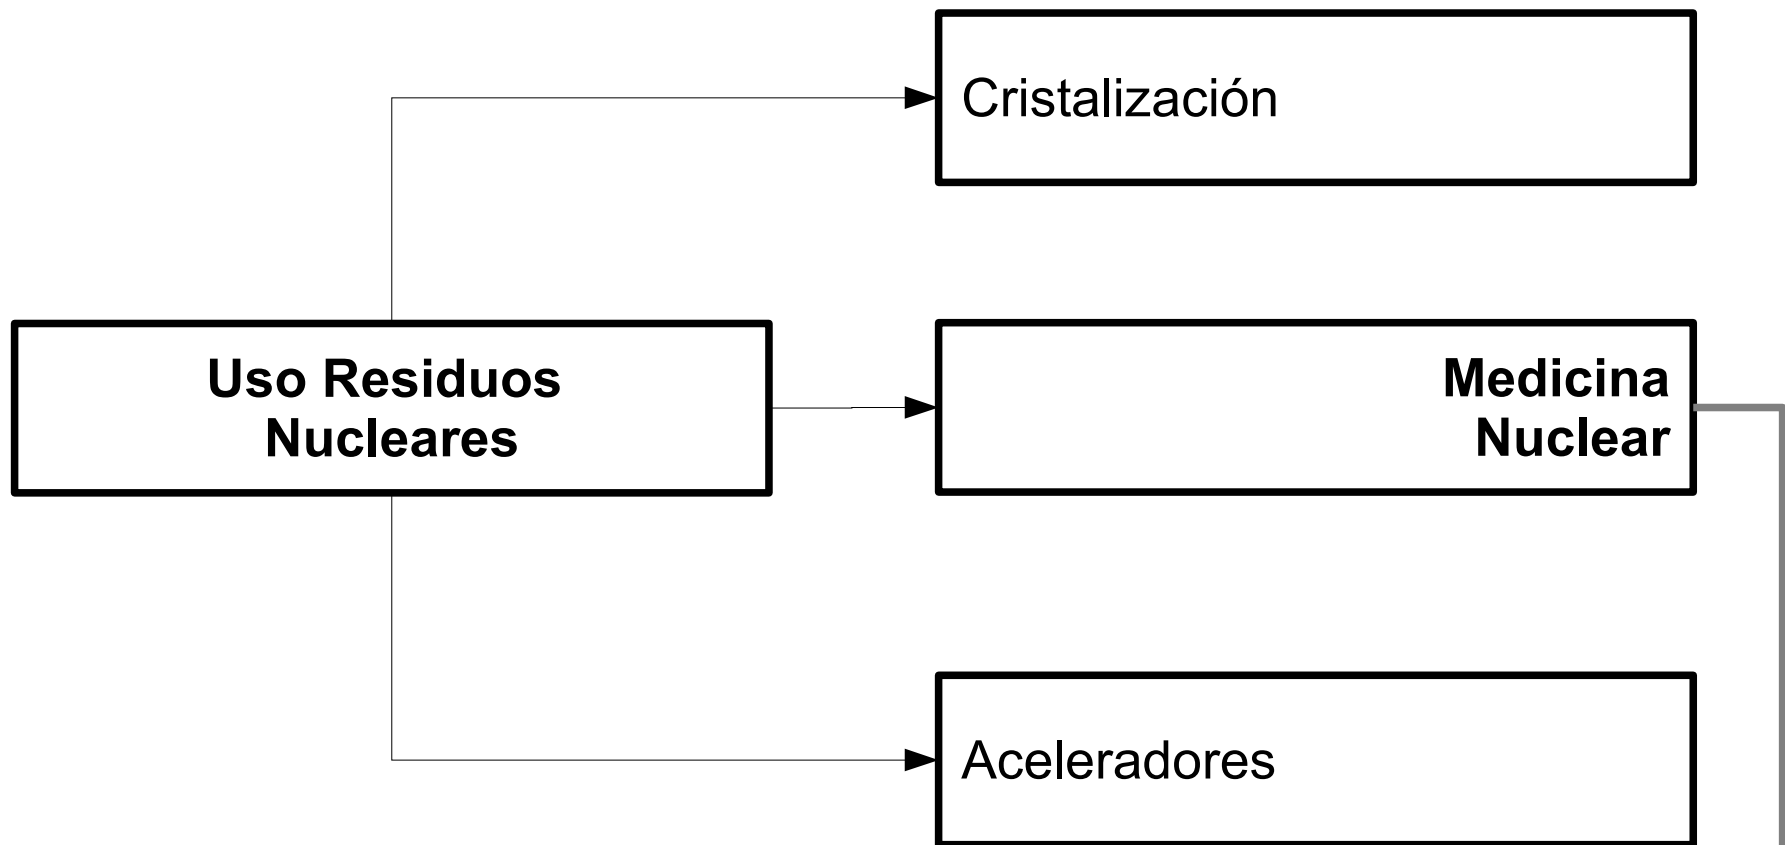 Cristalización
Uso Residuos
Nucleares
Medicina
Nuclear
Aceleradores